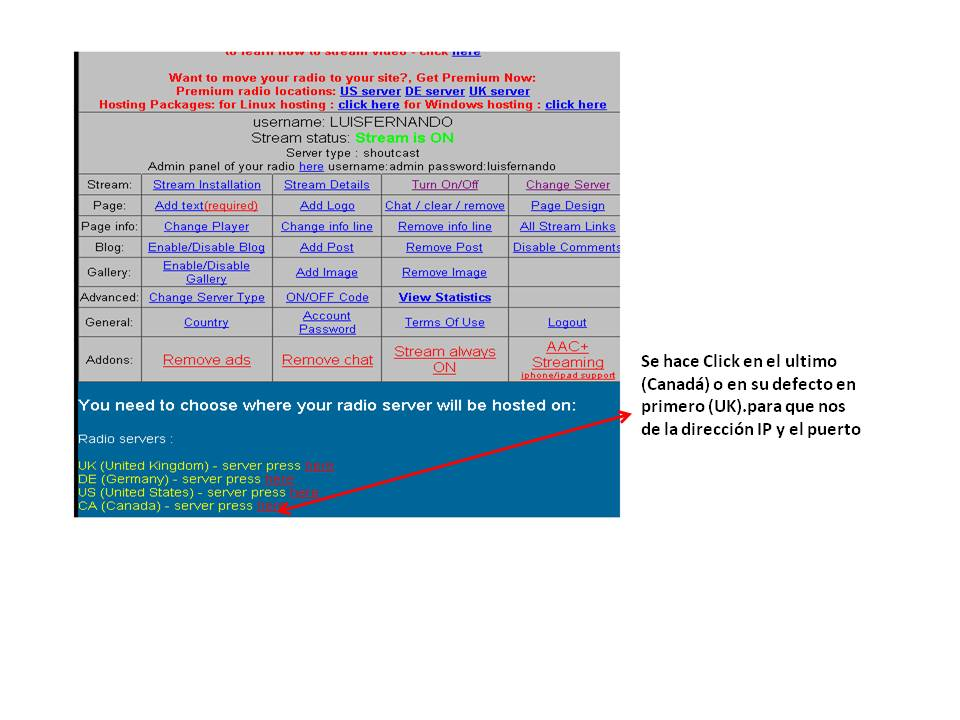 to learn how to stream video - click here
Want to move your radio to your site?, Get Premium Now:
Premium radio locations: US server DE server UK server
Hosting Packages: for Linux hosting : click here for Windows hosting : click here
username: LUISFERNANDO
Stream status: Stream is ON
Server type : shoutcast
Admin panel of your radio here username:admin password:luisfernando
Stream: Stream Installation Stream Details Turn On/Off Change Server
Page: Add text(required) Add Logo Chat / clear / remove Page Design
Page info: Change Player Change info line Remove info line All Stream Links
Blog: Enable/Disable Blog Add Post Remove Post Disable Comments
Gallery: Enable/Disable Gallery Add Image Remove Image
Advanced: Change Server Type ON/OFF Code View Statistics
General: Country Account Password Terms Of Use Logout
Addons: Remove ads Remove chat Stream always ON AAC+ Streaming iphone/ipad support
You need to choose where your radio server will be hosted on:
Radio servers :
UK (United Kingdom) - server press here
DE (Germany) - server press here
US (United States) - server press here
CA (Canada) - server press here
Se hace Click en el ultimo
(Canadá) o en su defecto en
primero (UK).para que nos
de la dirección IP y el puerto